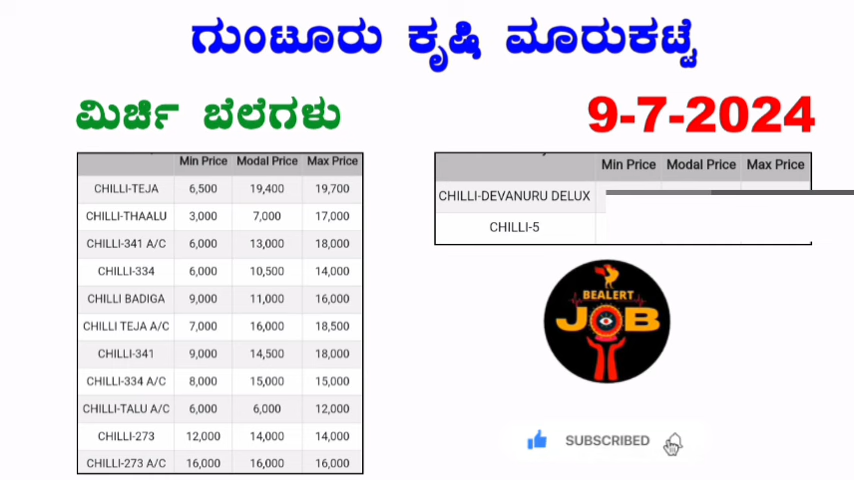 ಗುಂಟೂರು ಕೃಷಿ ಮಾರುಕಟ್ಟೆ
ಮಿರ್ಚಿ ಬೆಲೆಗಳು
9-7-2024
Min Price Modal Price Max Price
CHILLI-TEJA 6,500 19,400 19,700
CHILLI-THAALU 3,000 7,000 17,000
CHILLI-341 A/C 6,000 13,000 18,000
CHILLI-334 6,000 10,500 14,000
CHILLI BADIGA 9,000 11,000 16,000
CHILLI TEJA A/C 7,000 16,000 18,500
CHILLI-341 9,000 14,500 18,000
CHILLI-334 A/C 8,000 15,000 15,000
CHILLI-TALU A/C 6,000 6,000 12,000
CHILLI-273 12,000 14,000 14,000
CHILLI-273 A/C 16,000 16,000 16,000
Min Price Modal Price Max Price
CHILLI-DEVANURU DELUX
CHILLI-5
BEALERT
JOB
SUBSCRIBED